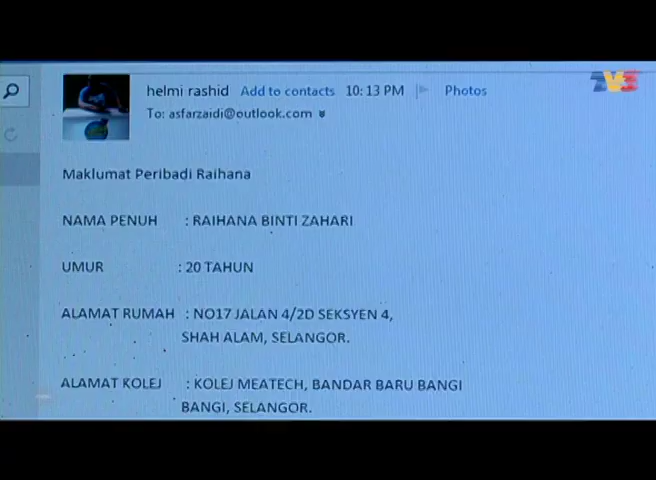 helmi rashid Add to contacts 10:13 PM Photos
To: asfarzaidi@outlook.com
Maklumat Peribadi Raihana
NAMA PENUH : RAIHANA BINTI ZAHARI
UMUR : 20 TAHUN
ALAMAT RUMAH : NO17 JALAN 4/2D SEKSYEN 4,
SHAH ALAM, SELANGOR.
ALAMAT KOLEJ : KOLEJ MEATECH, BANDAR BARU BANGI
BANGI, SELANGOR.
TV3